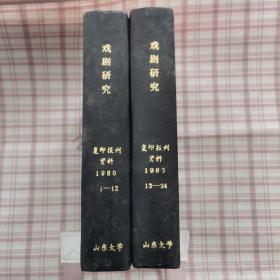 戏剧研究
复印报刊
资料
1980
1—12
山东大学
戏剧研究
复印报刊
资料
1980
13—24
山东大学